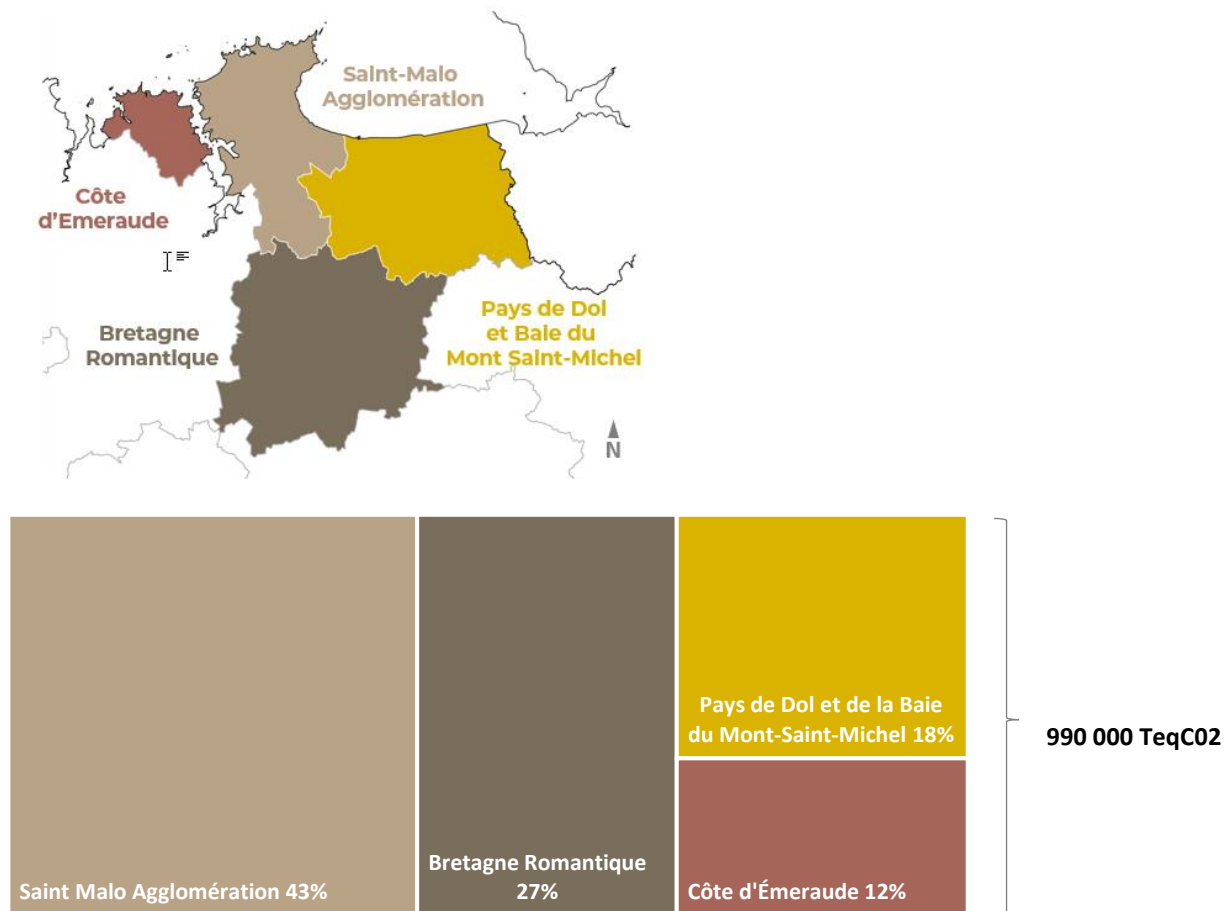 Saint-Malo
Agglomération
Côte
d'Emeraude
Bretagne
Romantique
Pays de Dol
et Baie du
Mont Saint-Michel
N
Pays de Dol et de la Baie
du Mont-Saint-Michel 18%
990 000 TeqC02
Saint Malo Agglomération 43%
Bretagne Romantique
27%
Côte d'Émeraude 12%